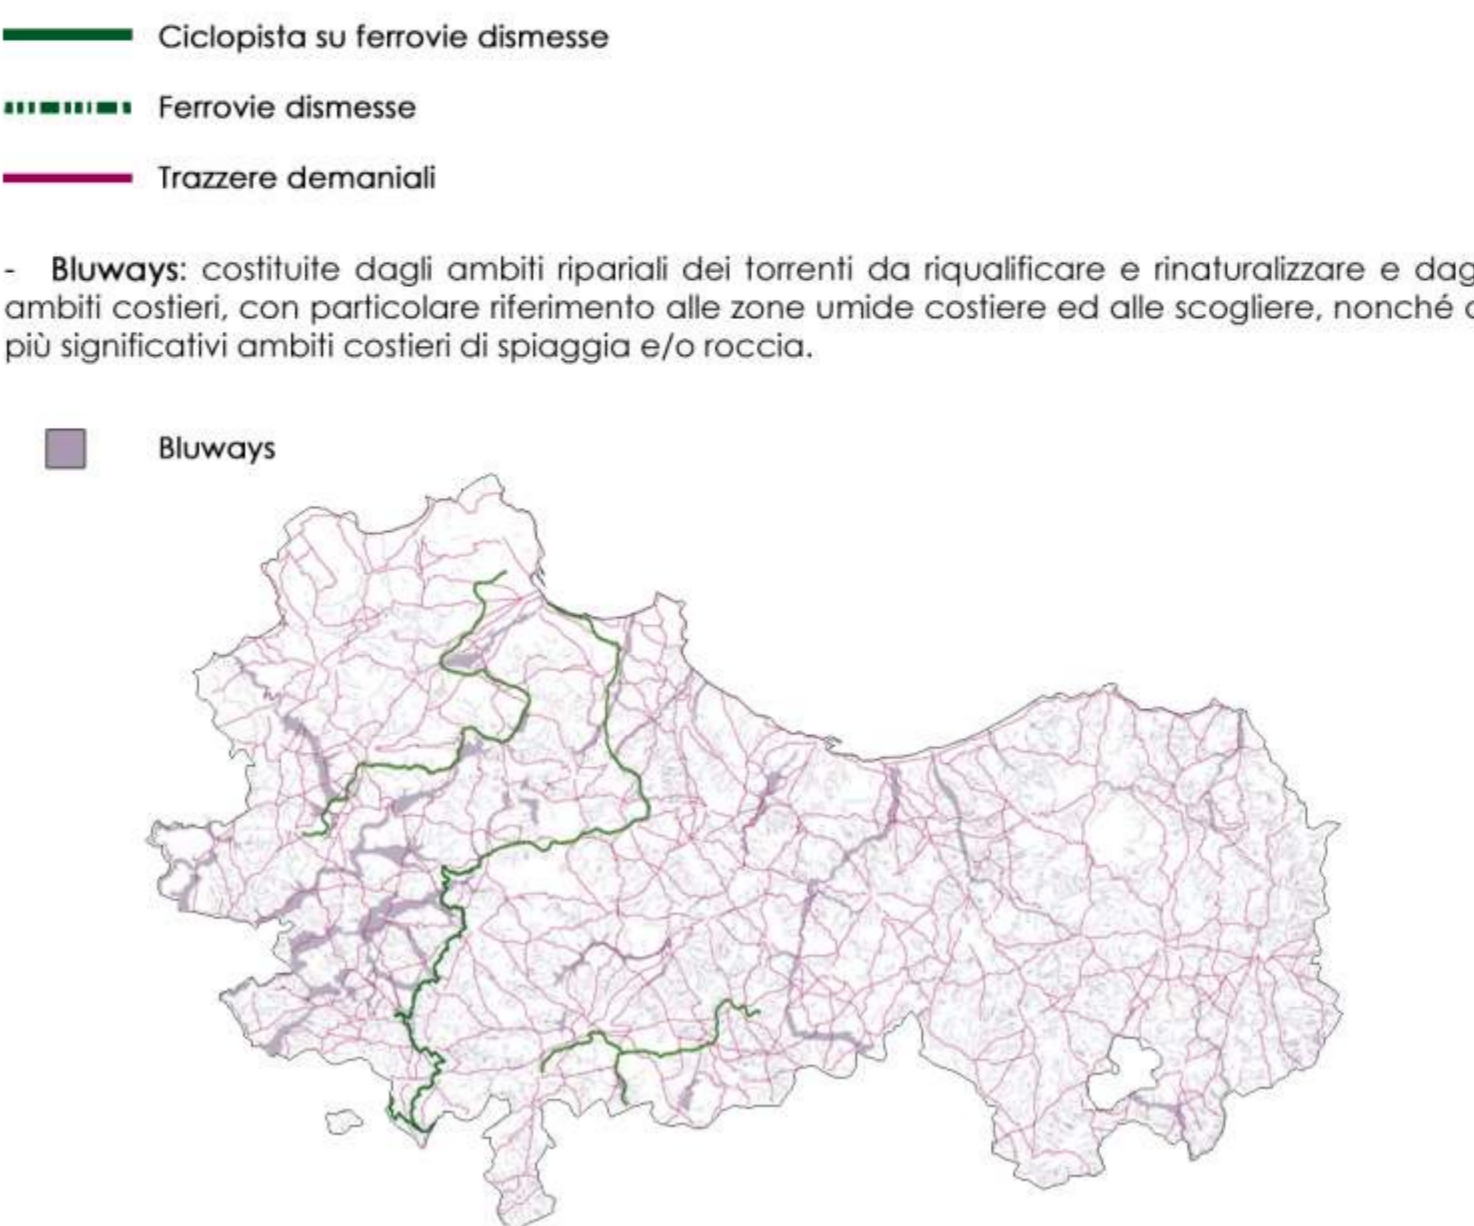 Ciclopista su ferrovie dismesse
Ferrovie dismesse
Trazzere demaniali
- Bluways: costituite dagli ambiti ripariali dei torrenti da riqualificare e rinaturalizzare e dag
ambiti costieri, con particolare riferimento alle zone umide costiere ed alle scogliere, nonché
più significativi ambiti costieri di spiaggia e/o roccia.
Bluways